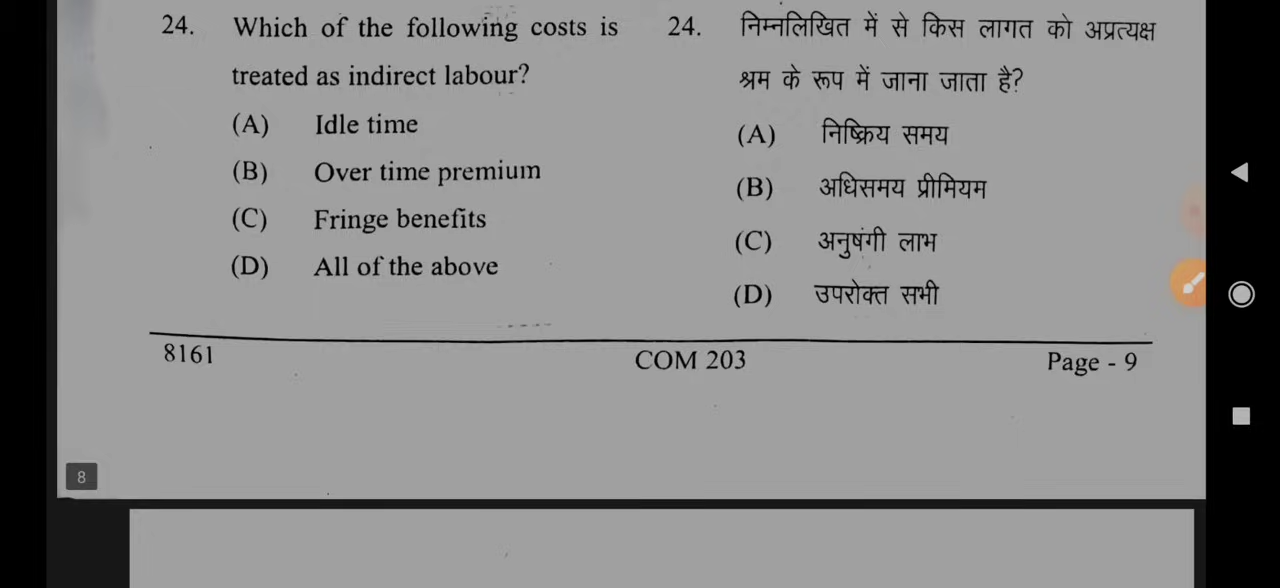 24. Which of the following costs is
treated as indirect labour?
(A) Idle time
(B) Over time premium
(C) Fringe benefits
(D) All of the above
24. निम्नलिखित में से किस लागत को अप्रत्यक्ष
श्रम के रूप में जाना जाता है?
(A) निष्क्रिय समय
(B) अधिसमय प्रीमियम
(C) अनुषंगी लाभ
(D) उपरोक्त सभी
8161 COM 203 Page - 9
8